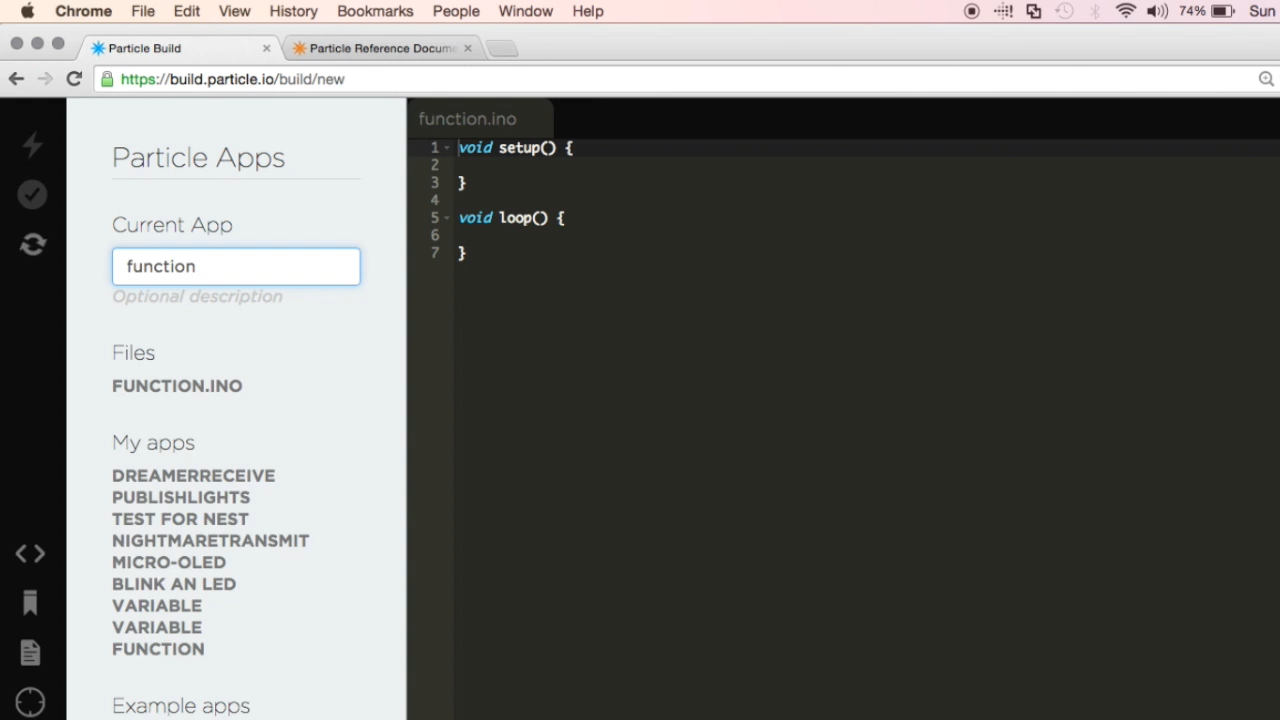 Chrome File Edit View History Bookmarks People Window Help 74% Sun
Particle Build Particle Reference Docum
https://build.particle.io/build/new
Particle Apps
Current App
function
Optional description
Files
FUNCTION.INO
My apps
DREAMERRECEIVE
PUBLISHLIGHTS
TEST FOR NEST
NIGHTMARETRANSMIT
MICRO-OLED
BLINK AN LED
VARIABLE
VARIABLE
FUNCTION
Example apps
function.ino
1 void setup() {
2
3 }
4
5 void loop() {
6
7 }